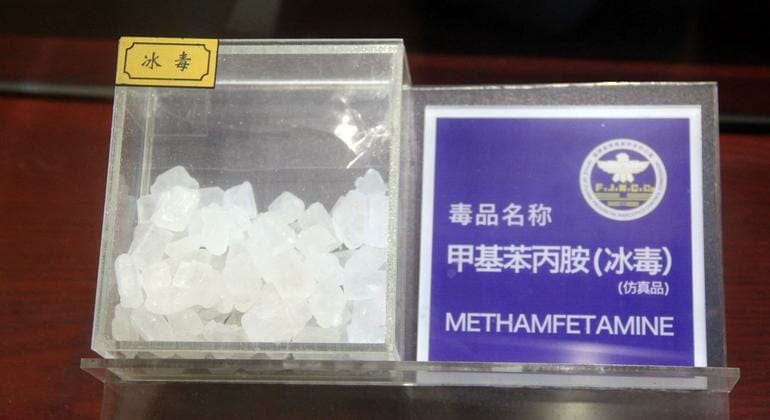 冰毒
F.J.N.C.C.
毒品名称
甲基苯丙胺(冰毒)
(仿真品)
METHAMFETAMINE